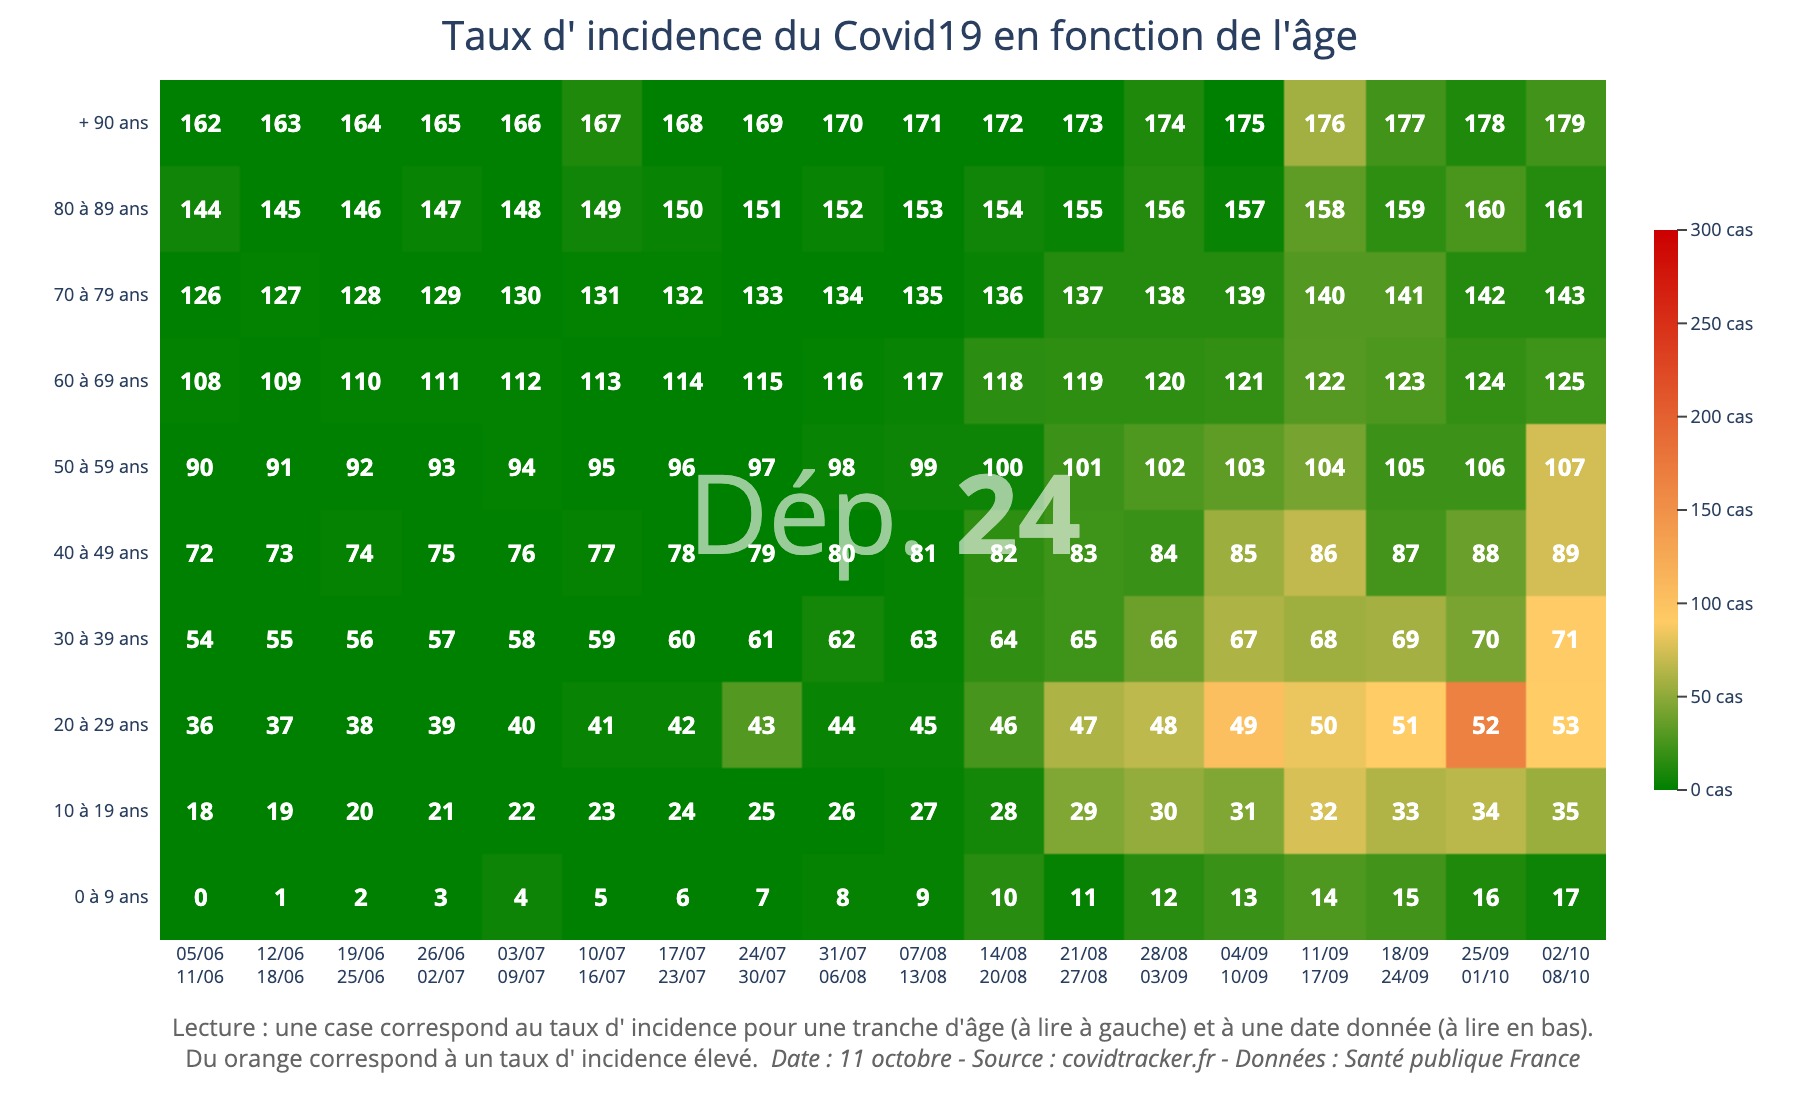 Taux d' incidence du Covid19 en fonction de l'âge
+ 90 ans 162 163 164 165 166 167 168 169 170 171 172 173 174 175 176 177 178 179
80 à 89 ans 144 145 146 147 148 149 150 151 152 153 154 155 156 157 158 159 160 161
300 cas
70 à 79 ans 126 127 128 129 130 131 132 133 134 135 136 137 138 139 140 141 142 143
250 cas
60 à 69 ans 108 109 110 111 112 113 114 115 116 117 118 119 120 121 122 123 124 125
200 cas
50 à 59 ans 90 91 92 93 94 95 96 97 98 99 100 101 102 103 104 105 106 107
Dép. 24
150 cas
40 à 49 ans 72 73 74 75 76 77 78 79 80 81 82 83 84 85 86 87 88 89
100 cas
30 à 39 ans 54 55 56 57 58 59 60 61 62 63 64 65 66 67 68 69 70 71
50 cas
20 à 29 ans 36 37 38 39 40 41 42 43 44 45 46 47 48 49 50 51 52 53
0 cas
10 à 19 ans 18 19 20 21 22 23 24 25 26 27 28 29 30 31 32 33 34 35
0 à 9 ans 0 1 2 3 4 5 6 7 8 9 10 11 12 13 14 15 16 17
05/06 12/06 19/06 26/06 03/07 10/07 17/07 24/07 31/07 07/08 14/08 21/08 28/08 04/09 11/09 18/09 25/09 02/10
11/06 18/06 25/06 02/07 09/07 16/07 23/07 30/07 06/08 13/08 20/08 27/08 03/09 10/09 17/09 24/09 01/10 08/10
Lecture : une case correspond au taux d' incidence pour une tranche d'âge (à lire à gauche) et à une date donnée (à lire en bas).
Du orange correspond à un taux d' incidence élevé. Date : 11 octobre - Source : covidtracker.fr - Données : Santé publique France